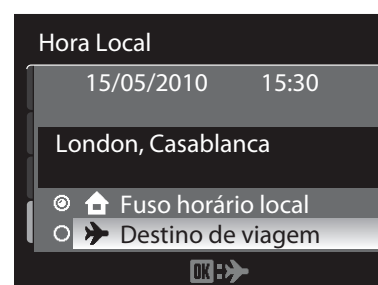 Hora Local
15/05/2010 15:30
London, Casablanca
Fuso horário local
Destino de viagem
OK: